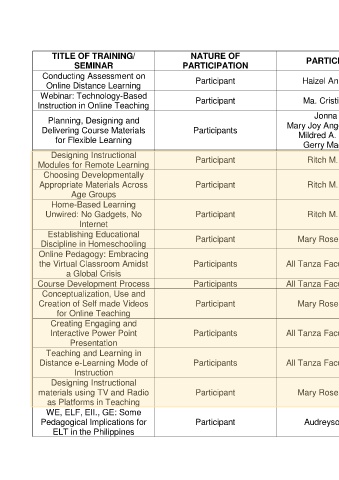 TITLE OF TRAINING/ NATURE OF PARTICI
SEMINAR PARTICIPATION
Conducting Assessment on
Online Distance Learning Participant Haizel An
Webinar: Technology-Based
Instruction in Online Teaching Participant Ma. Cristi
Planning, Designing and
Delivering Course Materials
for Flexible Learning Participants Jonna
Mary Joy Ange
Mildred A.
Gerry Ma
Designing Instructional
Modules for Remote Learning Participant Ritch M.
Choosing Developmentally
Appropriate Materials Across
Age Groups Participant Ritch M.
Home-Based Learning
Unwired: No Gadgets, No
Internet Participant Ritch M.
Establishing Educational
Discipline in Homeschooling Participant Mary Rose
Online Pedagogy: Embracing
the Virtual Classroom Amidst
a Global Crisis Participants All Tanza Facu
Course Development Process Participants All Tanza Facu
Conceptualization, Use and
Creation of Self made Videos
for Online Teaching Participant Mary Rose
Creating Engaging and
Interactive Power Point
Presentation Participants All Tanza Facu
Teaching and Learning in
Distance e-Learning Mode of
Instruction Participants All Tanza Facu
Designing Instructional
materials using TV and Radio
as Platforms in Teaching Participant Mary Rose
WE, ELF, EIL, GE: Some
Pedagogical Implications for
ELT in the Philippines Participant Audreyso